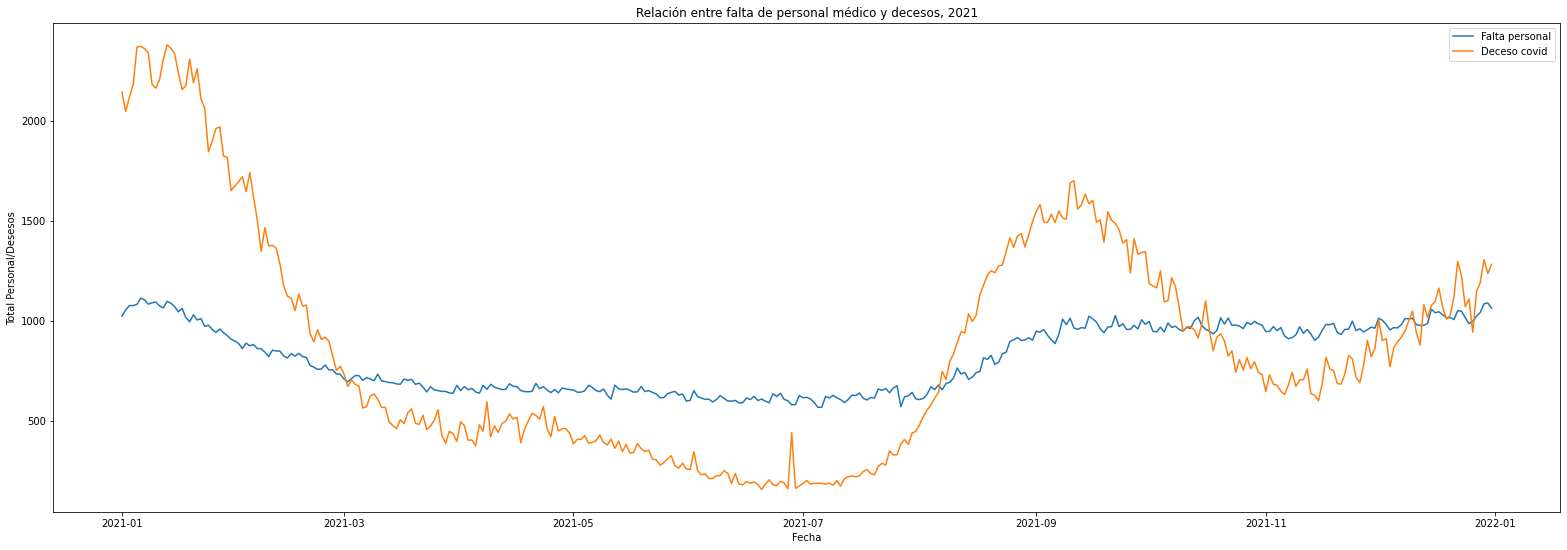 Relación entre falta de personal médico y decesos, 2021
Falta personal
Deceso covid
Total Personal/Desesos
2000
1500
1000
500
2021-01
2021-03
2021-05
2021-07
2021-09
2021-11
2022-01
Fecha